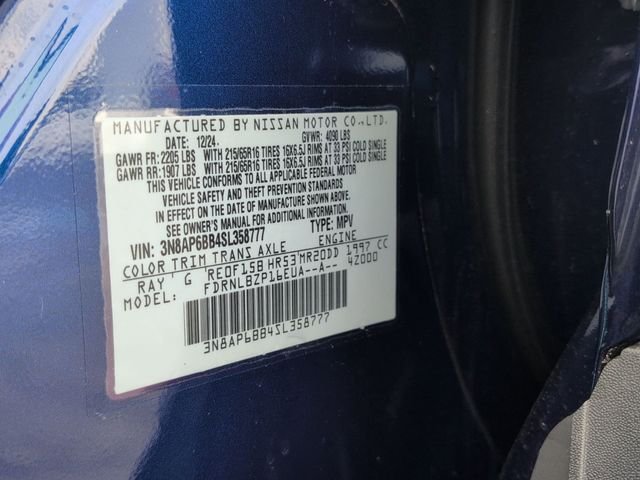 MANUFACTURED BY NISSAN MOTOR CO.,LTD.
DATE: 12/24. GVWR: 4090 LBS
GAWR FR: 2205 LBS WITH 215/65R16 TIRES 16X6.5J RIMS AT 33 PSI COLD SINGLE
GAWR RR: 1907 LBS WITH 215/65R16 TIRES 16X6.5J RIMS AT 33 PSI COLD SINGLE
THIS VEHICLE CONFORMS TO ALL APPLICABLE FEDERAL MOTOR
VEHICLE SAFETY AND THEFT PREVENTION STANDARDS
IN EFFECT ON THE DATE OF MANUFACTURE SHOWN ABOVE.
SEE OWNER'S MANUAL FOR ADDITIONAL INFORMATION
VIN: 3N8AP6BB4SL358777 TYPE: MPV
COLOR TRIM TRANS AXLE ENGINE
RAY G RE0F15B HR53 MR20DD 1997 CC
MODEL: FDRNLBZP16EUA--A-- 42000
3N8AP6BB4SL358777